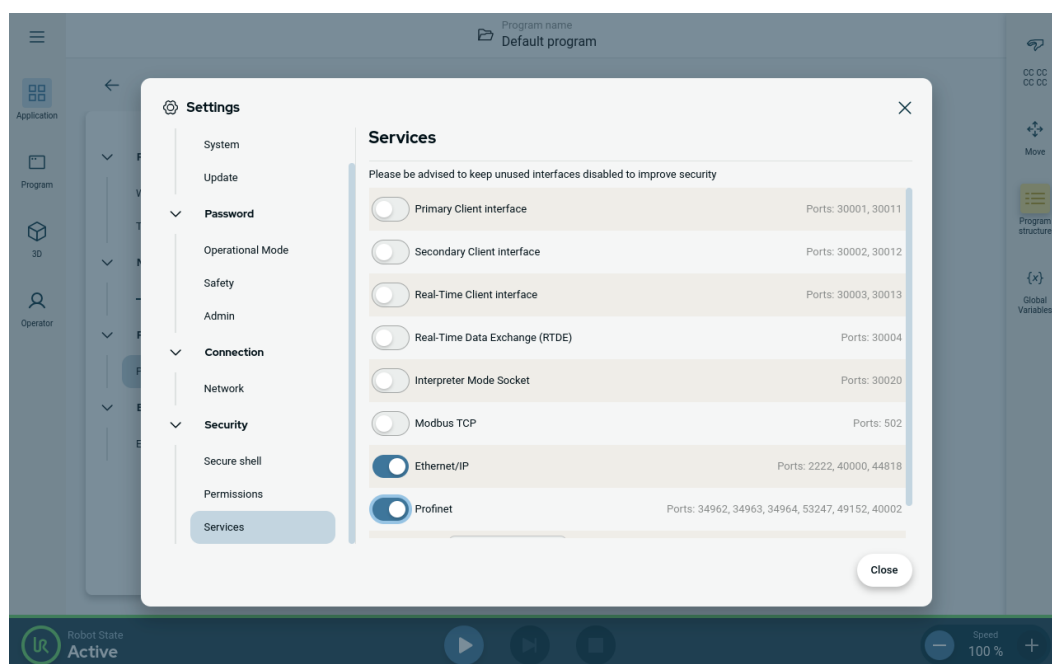 Program name
Default program
Application
Program
3D
Operator
CC CC
CC CC
Move
Program
structure
{x}
Global
Variables
Settings
System
Update
Password
Operational Mode
Safety
Admin
Connection
Network
Security
Secure shell
Permissions
Services
Services
Please be advised to keep unused interfaces disabled to improve security
Primary Client interface Ports: 30001, 30011
Secondary Client interface Ports: 30002, 30012
Real-Time Client interface Ports: 30003, 30013
Real-Time Data Exchange (RTDE) Ports: 30004
Interpreter Mode Socket Ports: 30020
Modbus TCP Ports: 502
Ethernet/IP Ports: 2222, 40000, 44818
Profinet Ports: 34962, 34963, 34964, 53247, 49152, 40002
Close
UR
Robot State
Active
Speed
100 %